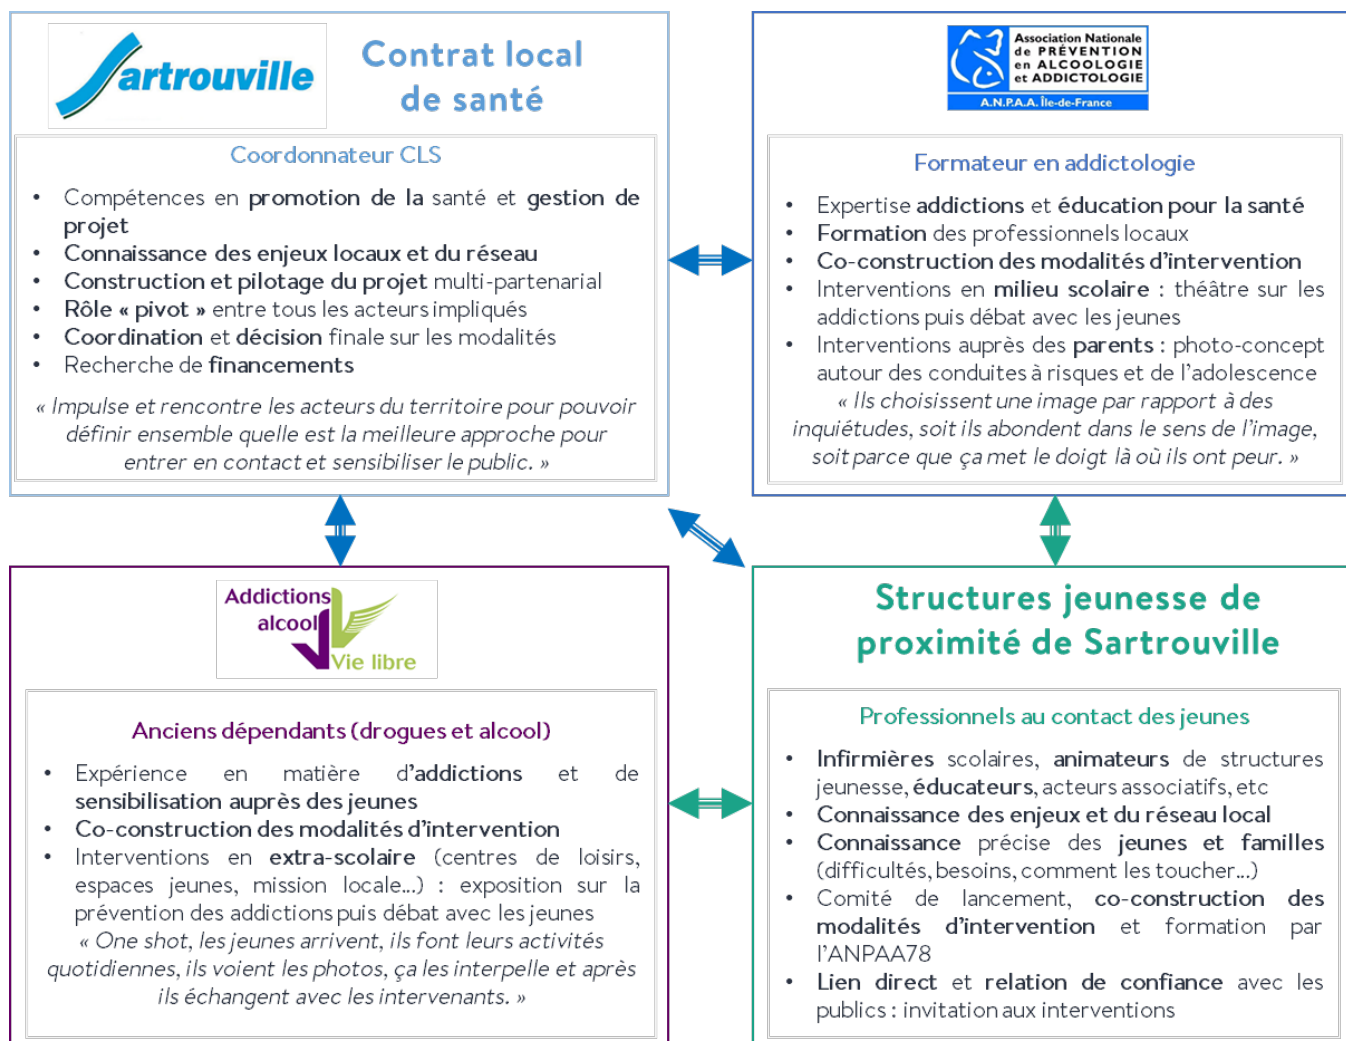 Sartrouville
Contrat local
de santé
Coordonnateur CLS
• Compétences en promotion de la santé et gestion de
projet
• Connaissance des enjeux locaux et du réseau
• Construction et pilotage du projet multi-partenarial
• Rôle « pivot » entre tous les acteurs impliqués
• Coordination et décision finale sur les modalités
• Recherche de financements
« Impulse et rencontre les acteurs du territoire pour pouvoir
définir ensemble quelle est la meilleure approche pour
entrer en contact et sensibiliser le public. »
Association Nationale
de PRÉVENTION
en ALCOOLOGIE
et ADDICTOLOGIE
A.N.P.A.A. Île-de-France
Formateur en addictologie
• Expertise addictions et éducation pour la santé
• Formation des professionnels locaux
• Co-construction des modalités d'intervention
• Interventions en milieu scolaire : théâtre sur les
addictions puis débat avec les jeunes
• Interventions auprès des parents : photo-concept
autour des conduites à risques et de l'adolescence
« Ils choisissent une image par rapport à des
inquiétudes, soit ils abondent dans le sens de l'image,
soit parce que ça met le doigt là où ils ont peur. »
Addictions
alcool
Vie libre
Anciens dépendants (drogues et alcool)
• Expérience en matière d'addictions et de
sensibilisation auprès des jeunes
• Co-construction des modalités d'intervention
• Interventions en extra-scolaire (centres de loisirs,
espaces jeunes, mission locale...) : exposition sur la
prévention des addictions puis débat avec les jeunes
« One shot, les jeunes arrivent, ils font leurs activités
quotidiennes, ils voient les photos, ça les interpelle et après
ils échangent avec les intervenants. »
Structures jeunesse de
proximité de Sartrouville
Professionnels au contact des jeunes
• Infirmières scolaires, animateurs de structures
jeunesse, éducateurs, acteurs associatifs, etc
• Connaissance des enjeux et du réseau local
• Connaissance précise des jeunes et familles
(difficultés, besoins, comment les toucher...)
• Comité de lancement, co-construction des
modalités d'intervention et formation par
l'ANPAA78
• Lien direct et relation de confiance avec les
publics : invitation aux interventions